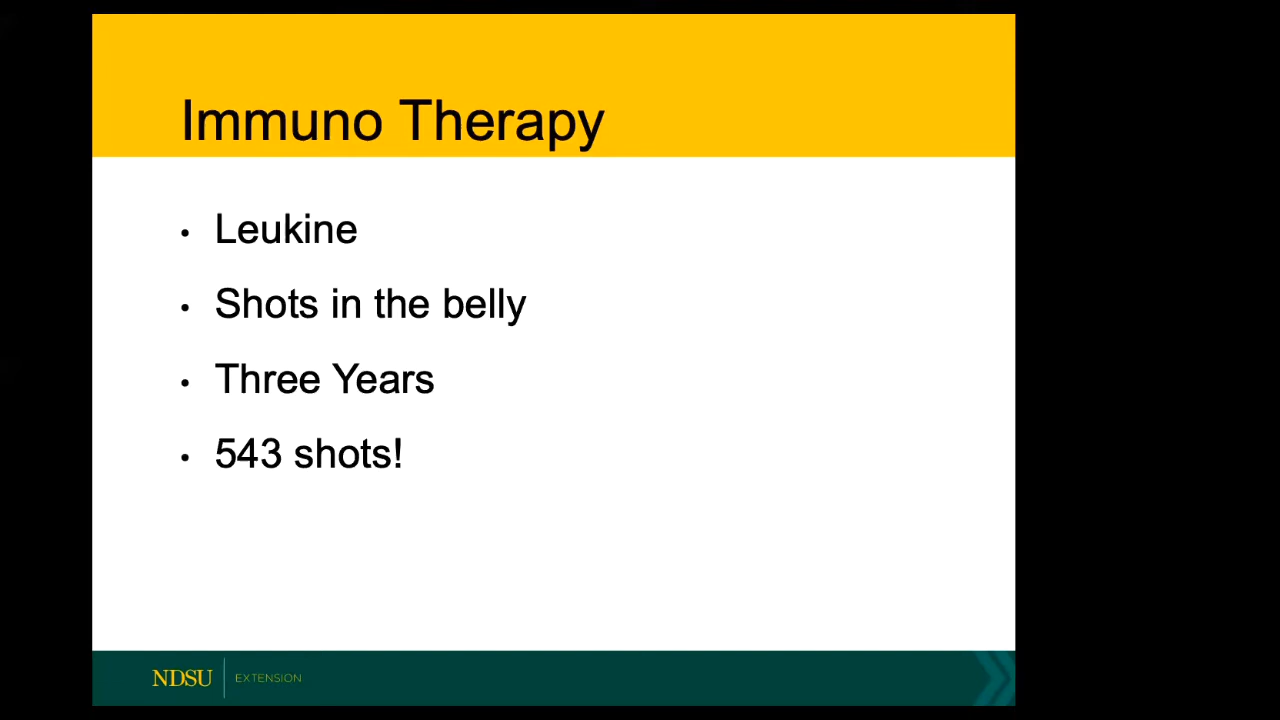 Immuno Therapy
• Leukine
• Shots in the belly
• Three Years
• 543 shots!
NDSU EXTENSION